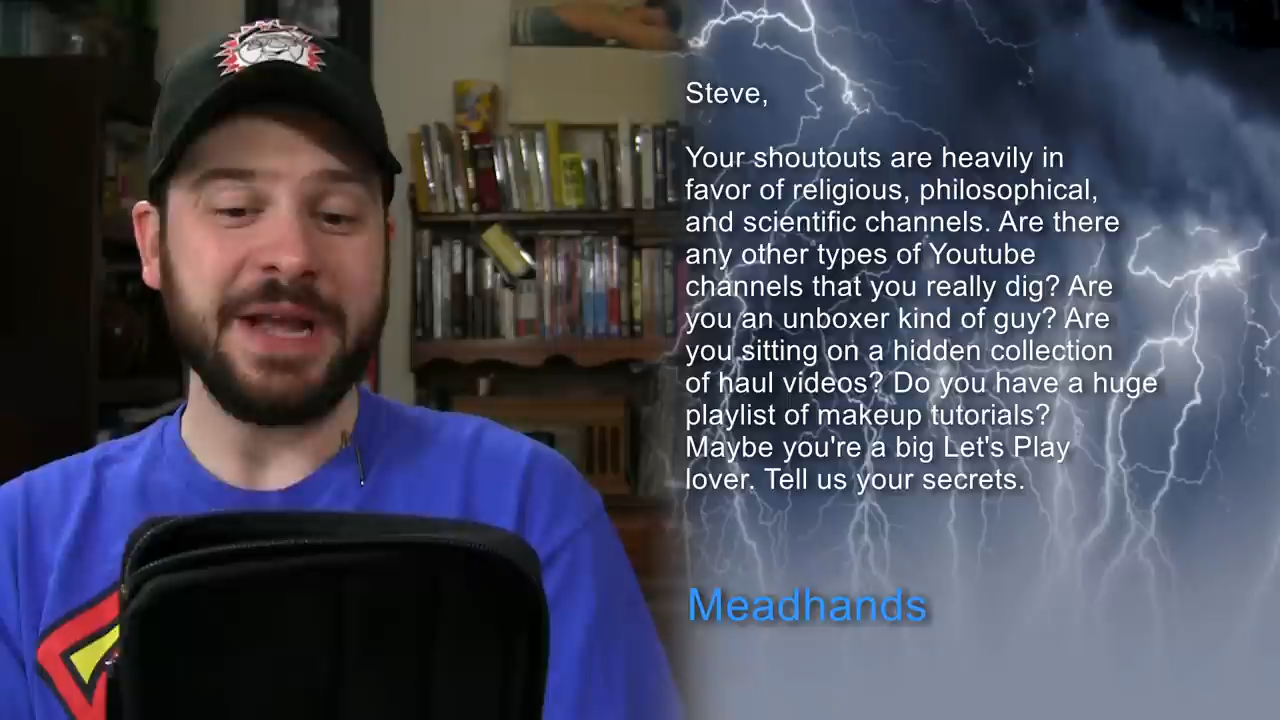 Steve,
Your shoutouts are heavily in
favor of religious, philosophical,
and scientific channels. Are there
any other types of Youtube
channels that you really dig? Are
you an unboxer kind of guy? Are
you sitting on a hidden collection
of haul videos? Do you have a huge
playlist of makeup tutorials?
Maybe you're a big Let's Play
lover. Tell us your secrets.
Meadhands